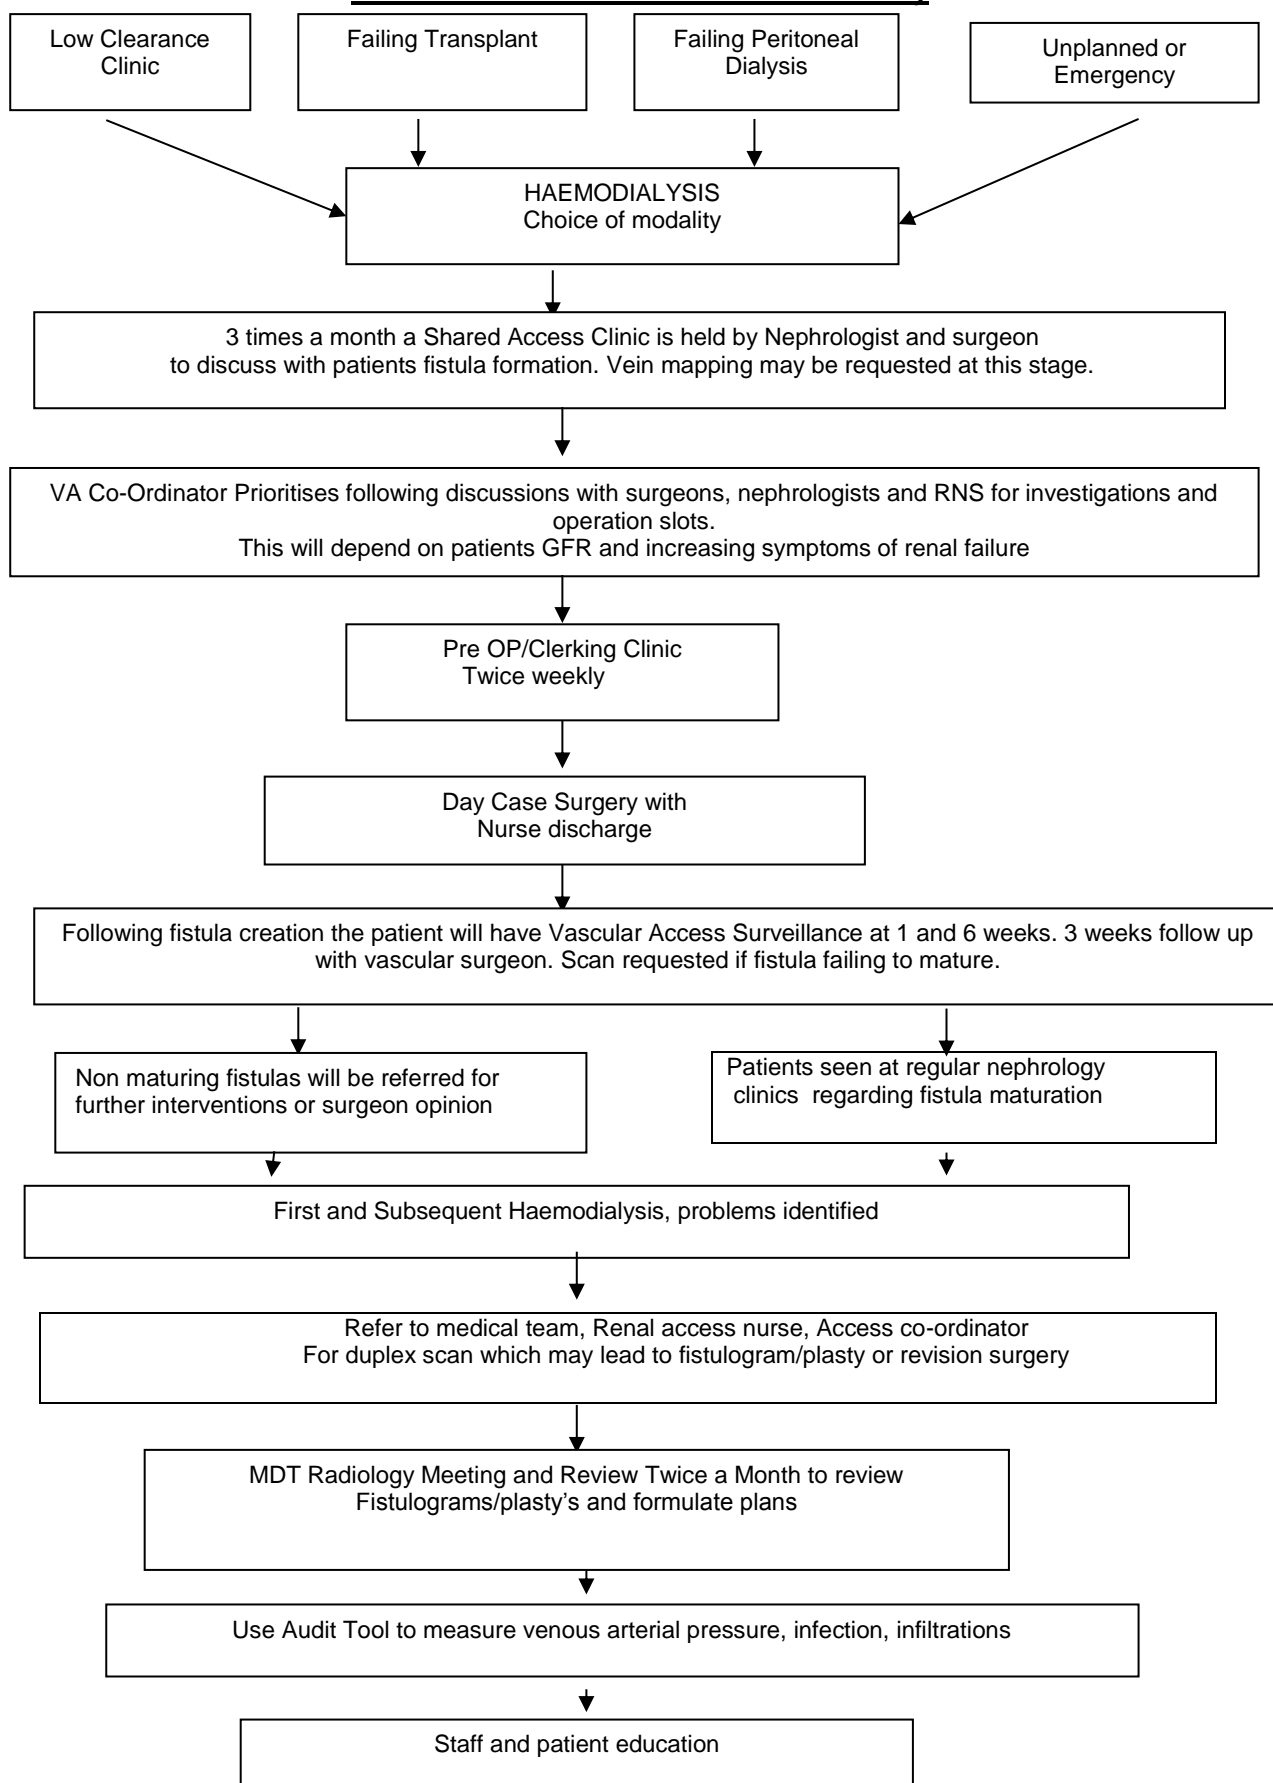 Low Clearance
Clinic
Failing Transplant
Failing Peritoneal
Dialysis
Unplanned or
Emergency
HAEMODIALYSIS
Choice of modality
3 times a month a Shared Access Clinic is held by Nephrologist and surgeon
to discuss with patients fistula formation. Vein mapping may be requested at this stage.
VA Co-Ordinator Prioritises following discussions with surgeons, nephrologists and RNS for investigations and
operation slots.
This will depend on patients GFR and increasing symptoms of renal failure
Pre OP/Clerking Clinic
Twice weekly
Day Case Surgery with
Nurse discharge
Following fistula creation the patient will have Vascular Access Surveillance at 1 and 6 weeks. 3 weeks follow up
with vascular surgeon. Scan requested if fistula failing to mature.
Non maturing fistulas will be referred for
further interventions or surgeon opinion
Patients seen at regular nephrology
clinics regarding fistula maturation
First and Subsequent Haemodialysis, problems identified
Refer to medical team, Renal access nurse, Access co-ordinator
For duplex scan which may lead to fistulogram/plasty or revision surgery
MDT Radiology Meeting and Review Twice a Month to review
Fistulograms/plasty's and formulate plans
Use Audit Tool to measure venous arterial pressure, infection, infiltrations
Staff and patient education